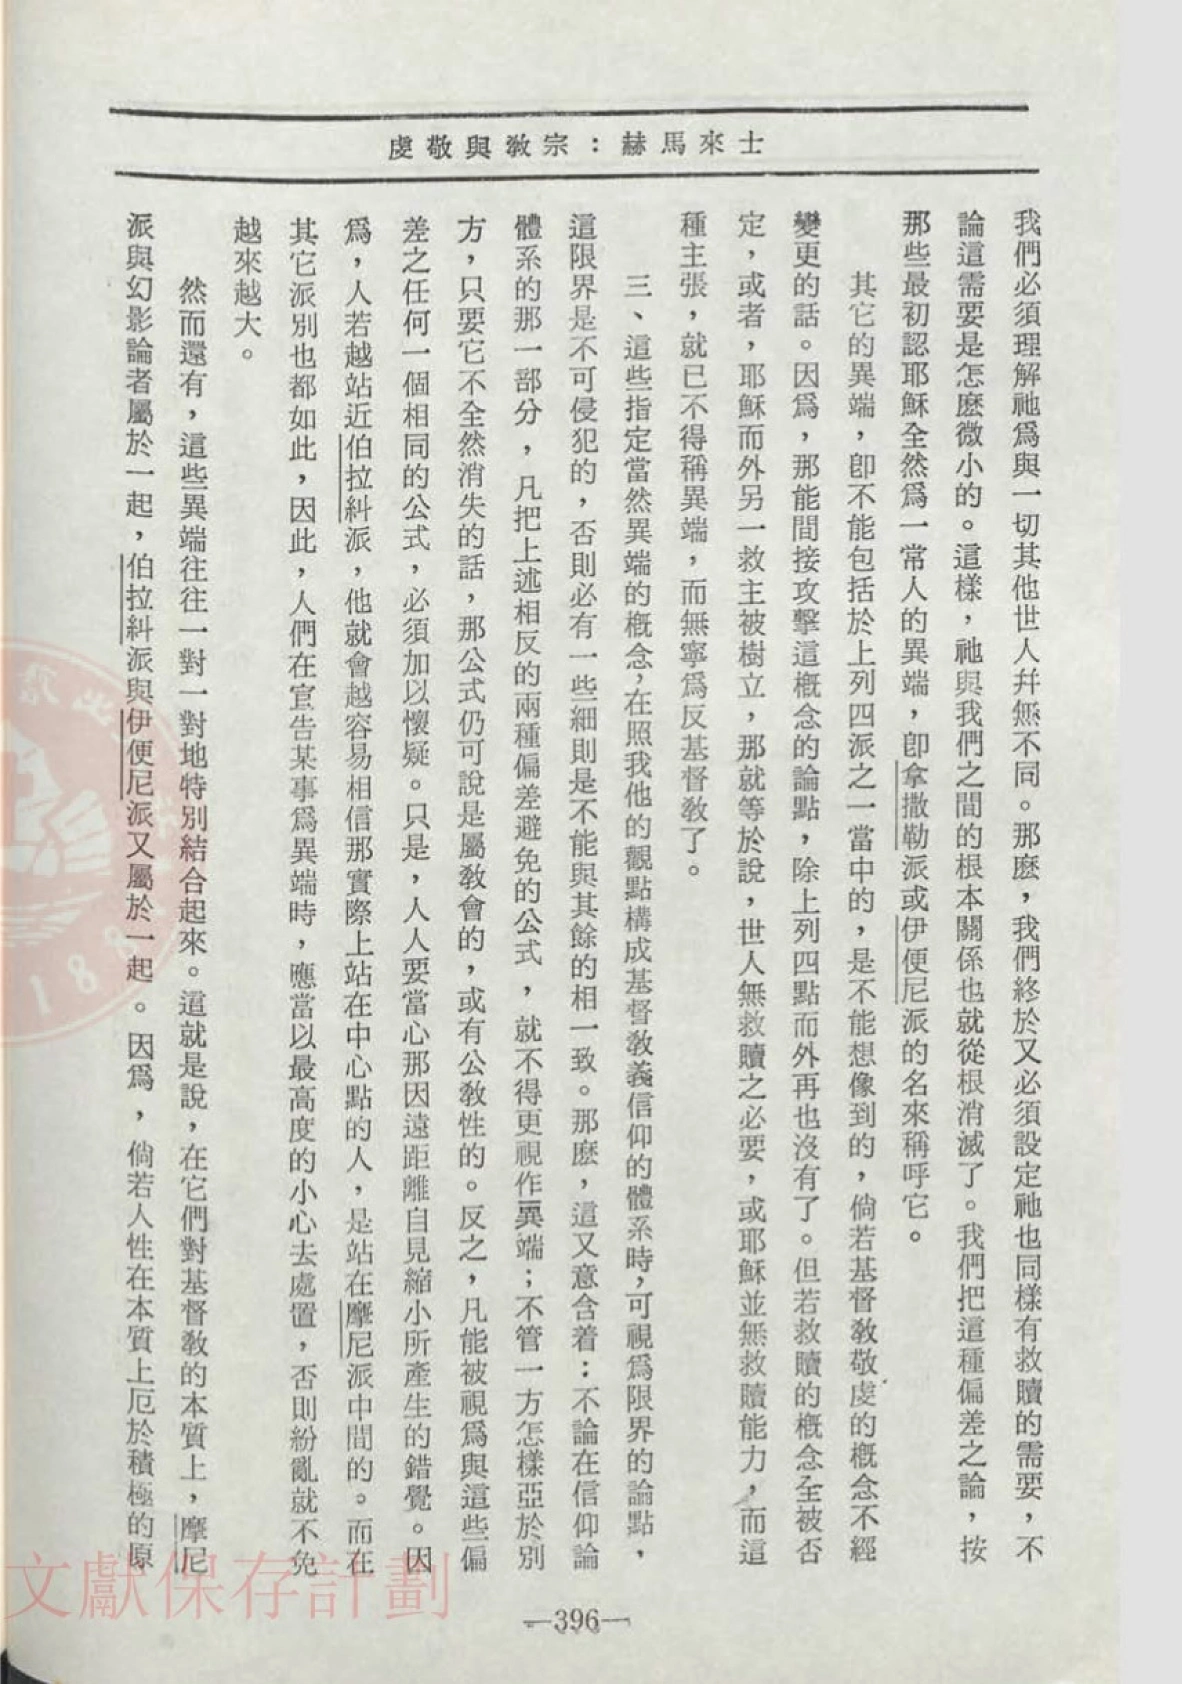 士來馬赫：宗教與敬虔
我們必須理解祂爲與一切其他世人幷無不同。那麼，我們終於又必須設定祂也同樣有救贖的需要，不
論這需要是怎麼微小的。這樣，祂與我們之間的根本關係也就從根消滅了。我們把這種偏差之論，按
那些最初認耶穌全然爲一常人的異端，卽拿撒勒派或伊便尼派的名來稱呼它。
其它的異端，卽不能包括於上列四派之一當中的，是不能想像到的，倘若基督教敬虔的槪念不經
變更的話。因爲，那能間接攻擊這槪念的論點，除上列四點而外再也沒有了。但若救贖的槪念全被否
定，或者，耶穌而外另一救主被樹立，那就等於說，世人無救贖之必要，或耶穌並無救贖能力，而這
種主張，就已不得稱異端，而無寧爲反基督教了。
三、這些指定當然異端的槪念，在照我他的觀點構成基督教義信仰的體系時，可視爲限界的論點，
這限界是不可侵犯的，否則必有一些細則是不能與其餘的相一致。那麼，這又意含着：不論在信仰論
體系的那一部分，凡把上述相反的兩種偏差避免的公式，就不得更視作異端；不管一方怎樣亞於別
方，只要它不全然消失的話，那公式仍可說是屬教會的，或有公教性的。反之，凡能被視爲與這些偏
差之任何一個相同的公式，必須加以懷疑。只是，人人要當心那因遠距離自見縮小所產生的錯覺。因
爲，人若越站近伯拉糾派，他就會越容易相信那實際上站在中心點的人，是站在摩尼派中間的。而在
其它派別也都如此，因此，人們在宣告某事爲異端時，應當以最高度的小心去處置，否則紛亂就不免
越來越大。
然而還有，這些異端往往一對一對地特別結合起來。這就是說，在它們對基督教的本質上，摩尼
派與幻影論者屬於一起，伯拉糾派與伊便尼派又屬於一起。因爲，倘若人性在本質上厄於積極的原
—396—
文獻保存計劃
188